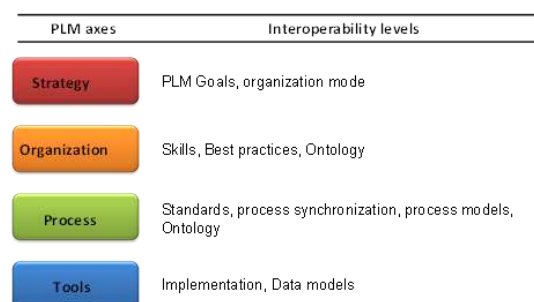 PLM axes Interoperability levels
Strategy PLM Goals, organization mode
Organization Skills, Best practices, Ontology
Process Standards, process synchronization, process models,
Ontology
Tools Implementation, Data models